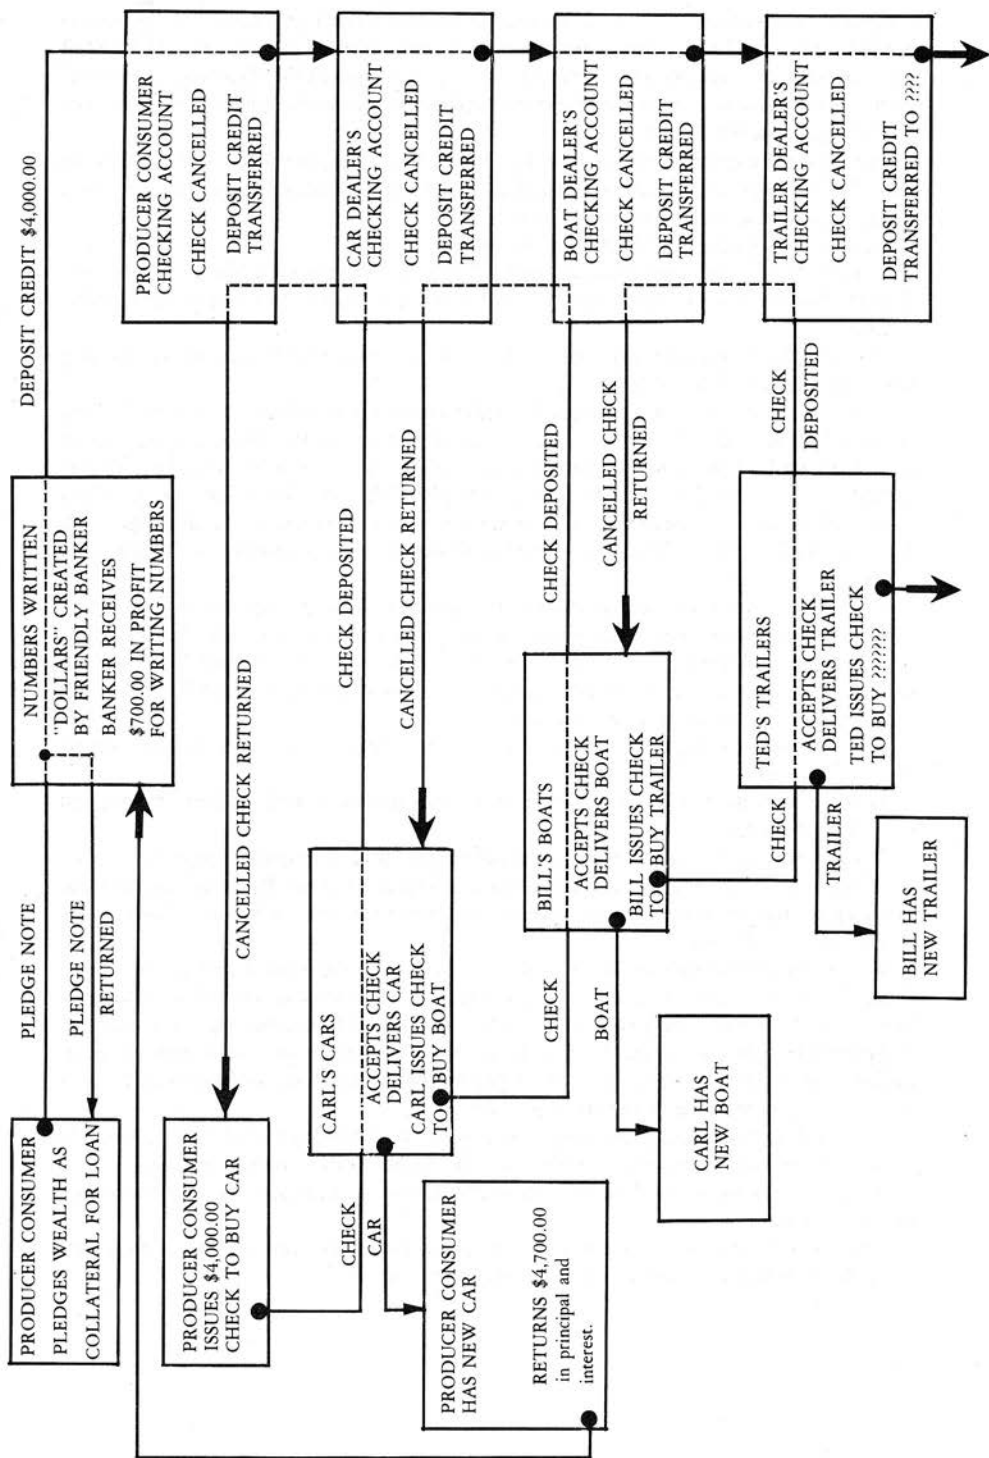 PRODUCER CONSUMER
PLEDGES WEALTH AS
COLLATERAL FOR LOAN
PLEDGE NOTE
PLEDGE NOTE
RETURNED
NUMBERS WRITTEN
"DOLLARS" CREATED
BY FRIENDLY BANKER
BANKER RECEIVES
$700.00 IN PROFIT
FOR WRITING NUMBERS
DEPOSIT CREDIT $4,000.00
PRODUCER CONSUMER
CHECKING ACCOUNT
CHECK CANCELLED
DEPOSIT CREDIT
TRANSFERRED
PRODUCER CONSUMER
ISSUES $4,000.00
CHECK TO BUY CAR
CANCELLED CHECK RETURNED
CHECK
CAR
CARL'S CARS
ACCEPTS CHECK
DELIVERS CAR
CARL ISSUES CHECK
TO BUY BOAT
CHECK DEPOSITED
CANCELLED CHECK RETURNED
CAR DEALER'S
CHECKING ACCOUNT
CHECK CANCELLED
DEPOSIT CREDIT
TRANSFERRED
PRODUCER CONSUMER
HAS NEW CAR
RETURNS $4,700.00
in principal and
interest.
CHECK
BOAT
BILL'S BOATS
ACCEPTS CHECK
DELIVERS BOAT
BILL ISSUES CHECK
TO BUY TRAILER
CHECK DEPOSITED
CANCELLED CHECK
RETURNED
BOAT DEALER'S
CHECKING ACCOUNT
CHECK CANCELLED
DEPOSIT CREDIT
TRANSFERRED
CARL HAS
NEW BOAT
CHECK
TRAILER
TED'S TRAILERS
ACCEPTS CHECK
DELIVERS TRAILER
TED ISSUES CHECK
TO BUY ???????
CHECK
DEPOSITED
TRAILER DEALER'S
CHECKING ACCOUNT
CHECK CANCELLED
DEPOSIT CREDIT
TRANSFERRED TO ????
BILL HAS
NEW TRAILER